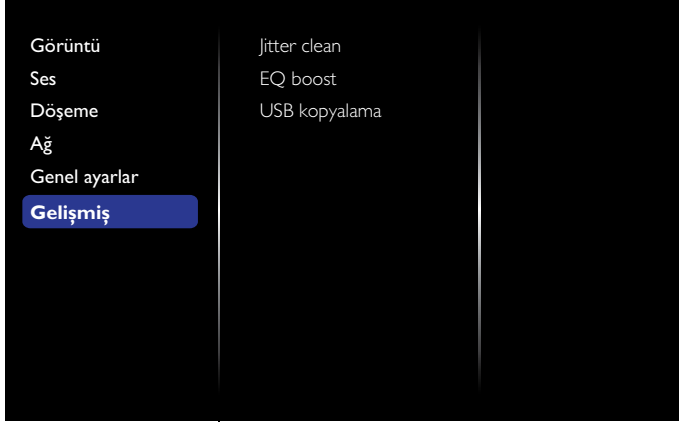 Görüntü
Ses
Döşeme
Ağ
Genel ayarlar
Gelişmiş
Jitter clean
EQ boost
USB kopyalama